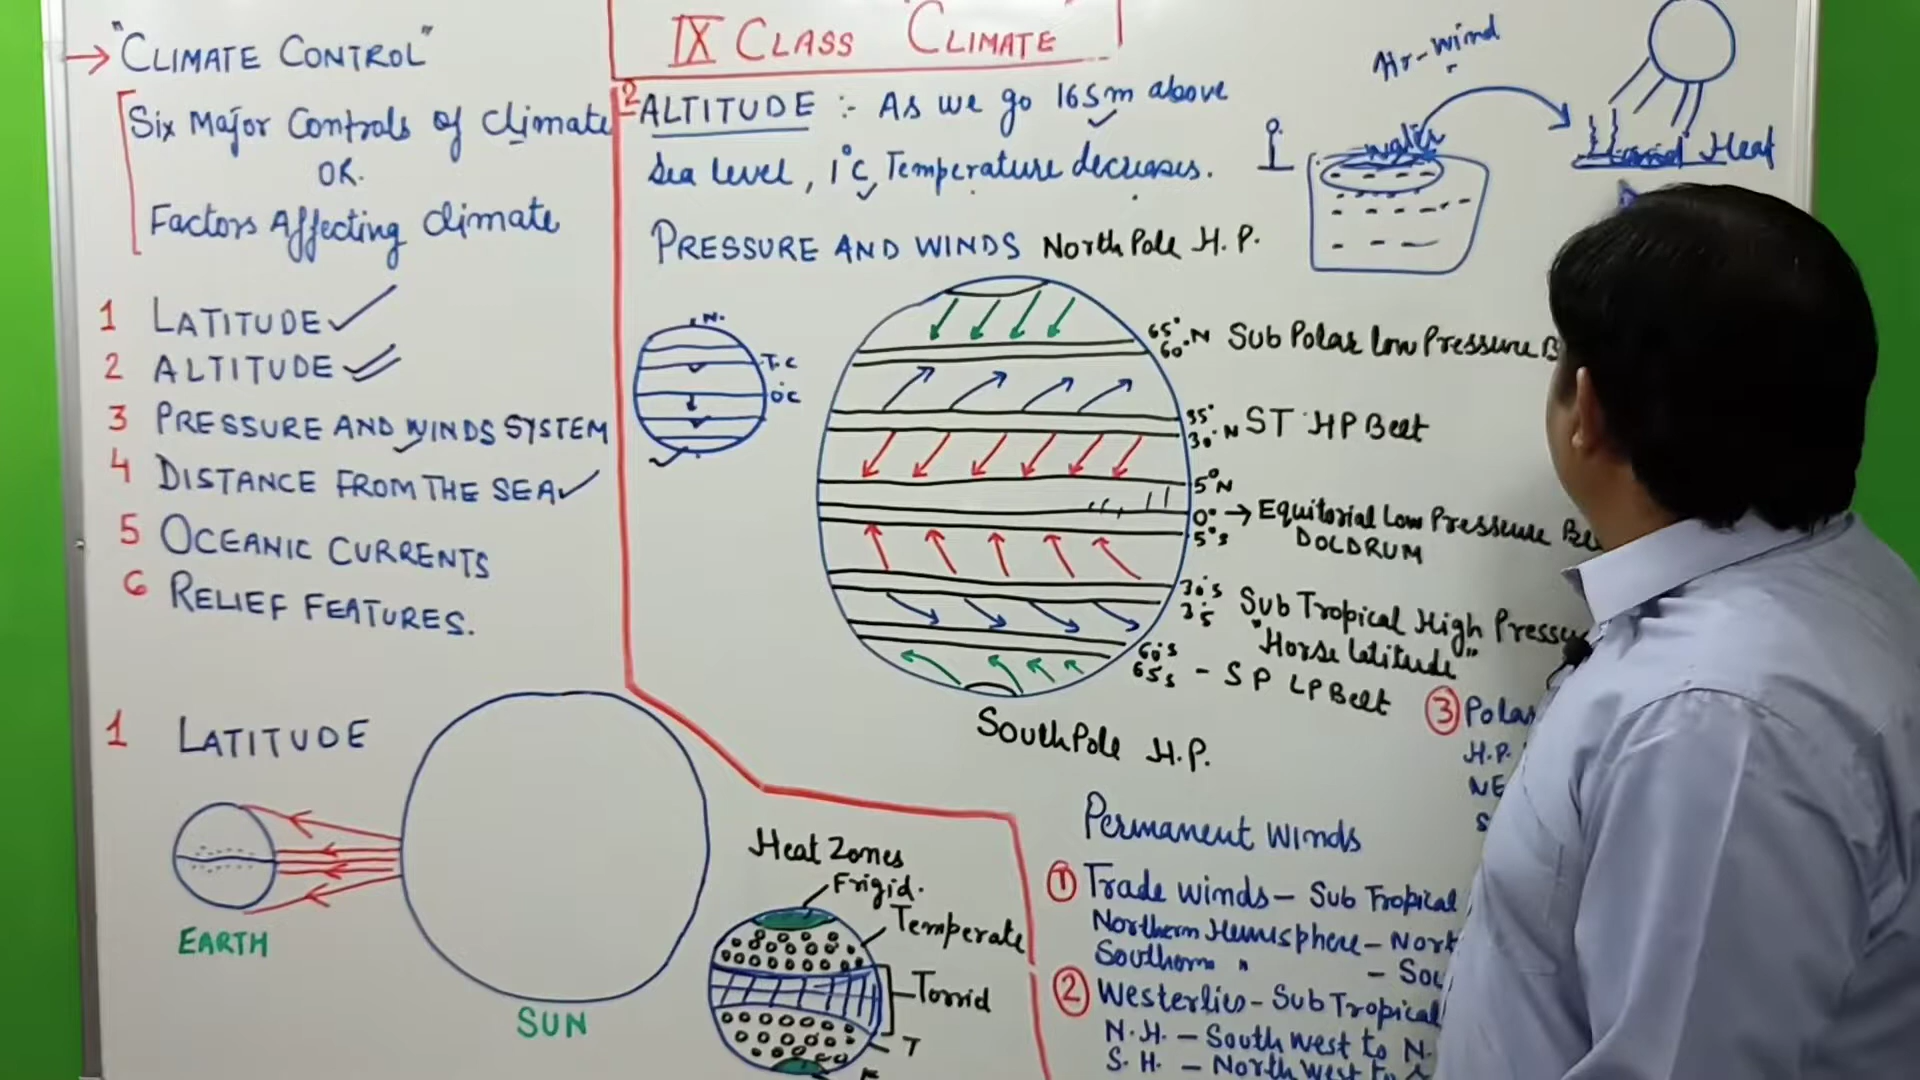 IX CLASS "CLIMATE"
→ "CLIMATE CONTROL"
Six Major Controls of climate
OR.
Factors Affecting climate
1 LATITUDE ✓
2 ALTITUDE ✓
3 PRESSURE AND WINDS SYSTEM
4 DISTANCE FROM THE SEA ✓
5 OCEANIC CURRENTS
6 RELIEF FEATURES.
1 LATITUDE
EARTH
SUN
2 ALTITUDE :- As we go 165m above
Sea level, 1°C Temperature decreases.
PRESSURE AND WINDS
North Pole H.P.
N.
T.C
0°C
65°
60°N Sub Polar Low Pressure B
35°
30°N ST HP Belt
5°N
0° → Equitorial Low Pressure Be
5°S DOLDRUM
30°S
35 Sub Tropical High Pressu
"Horse latitude"
60°S
65S - SP LP Belt
South Pole H.P.
Air-wind
water
Land Heat
Heat Zones
Frigid.
Temperate
Torrid
T
F
Permanent winds
① Trade winds - Sub Tropical
Northern Hemisphere - Nort
Southern " - Sou
② Westerlies - Sub Tropical
N.H. - South West to N.
S.H. - North West to
③ Polar
H.P.
NE
S